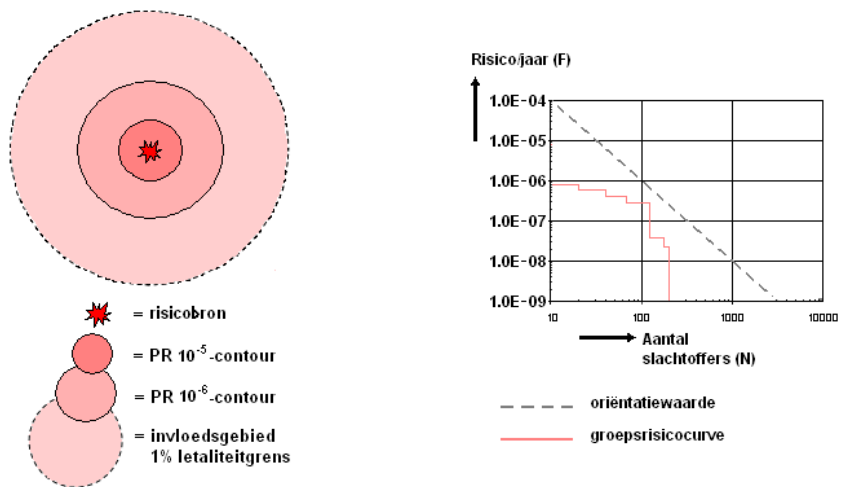 = risicobron
= PR 10⁻⁵-contour
= PR 10⁻⁶-contour
= invloedsgebied
1% letaliteitgrens
Risico/jaar (F)
1.0E-04
1.0E-05
1.0E-06
1.0E-07
1.0E-08
1.0E-09
10 100 1000 10000
Aantal
slachtoffers (N)
oriëntatiewaarde
groepsrisicocurve